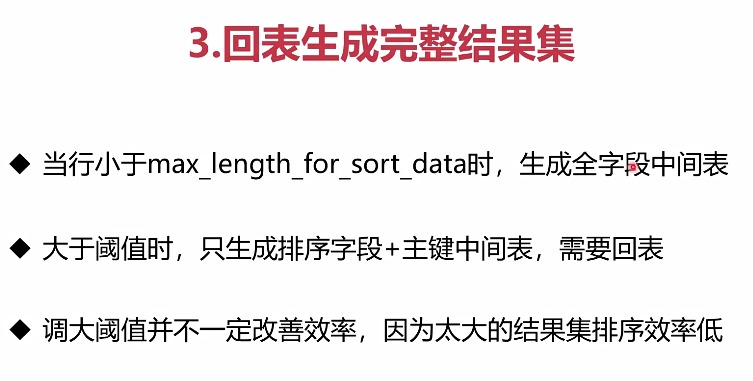 3.回表生成完整结果集
◆ 当行小于max_length_for_sort_data时，生成全字段中间表
◆ 大于阈值时，只生成排序字段+主键中间表，需要回表
◆ 调大阈值并不一定改善效率，因为太大的结果集排序效率低